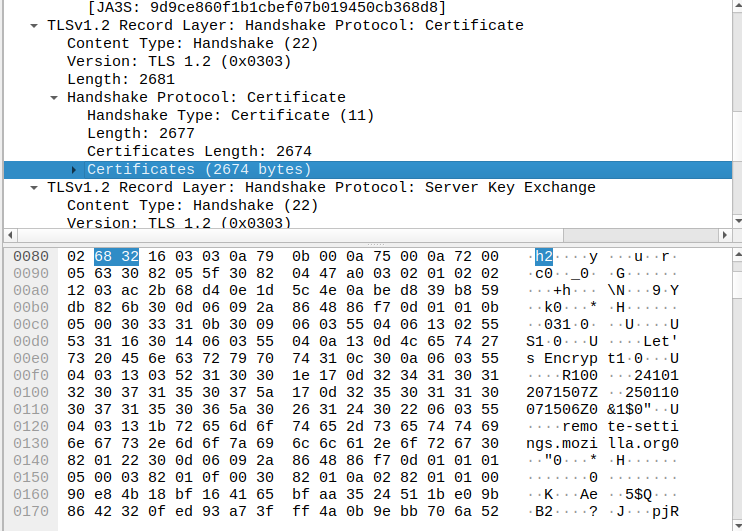 [JA3S: 9d9ce860f1b1cbef07b019450cb368d8]
TLSv1.2 Record Layer: Handshake Protocol: Certificate
Content Type: Handshake (22)
Version: TLS 1.2 (0x0303)
Length: 2681
Handshake Protocol: Certificate
Handshake Type: Certificate (11)
Length: 2677
Certificates Length: 2674
Certificates (2674 bytes)
TLSv1.2 Record Layer: Handshake Protocol: Server Key Exchange
Content Type: Handshake (22)
Version: TLS 1.2 (0x0303)
0080 02 68 32 16 03 03 0a 79 0b 00 0a 75 00 0a 72 00 ·h2····y ···u··r·
0090 05 63 30 82 05 5f 30 82 04 47 a0 03 02 01 02 02 ·c0··_0· ·G······
00a0 12 03 ac 2b 68 d4 0e 1d 5c 4e 0a be d8 39 b8 59 ···+h··· \N···9·Y
00b0 db 82 6b 30 0d 06 09 2a 86 48 86 f7 0d 01 01 0b ··k0···* ·H······
00c0 05 00 30 33 31 0b 30 09 06 03 55 04 06 13 02 55 ··031·0· ··U····U
00d0 53 31 16 30 14 06 03 55 04 0a 13 0d 4c 65 74 27 S1·0···U ····Let'
00e0 73 20 45 6e 63 72 79 70 74 31 0c 30 0a 06 03 55 s Encryp t1·0···U
00f0 04 03 13 03 52 31 30 30 1e 17 0d 32 34 31 30 31 ····R100 ···24101
0100 32 30 37 31 35 30 37 5a 17 0d 32 35 30 31 31 30 2071507Z ··250110
0110 30 37 31 35 30 36 5a 30 26 31 24 30 22 06 03 55 071506Z0 &1$0"··U
0120 04 03 13 1b 72 65 6d 6f 74 65 2d 73 65 74 74 69 ····remo te-setti
0130 6e 67 73 2e 6d 6f 7a 69 6c 6c 61 2e 6f 72 67 30 ngs.mozi lla.org0
0140 82 01 22 30 0d 06 09 2a 86 48 86 f7 0d 01 01 01 ··"0···* ·H······
0150 05 00 03 82 01 0f 00 30 82 01 0a 02 82 01 01 00 ·······0 ········
0160 90 e8 4b 18 bf 16 41 65 bf aa 35 24 51 1b e0 9b ··K···Ae ··5$Q···
0170 86 42 32 0f ed 93 a7 3f ff 4a 0b 9e bb 70 6a 52 ·B2····? ·J···pjR